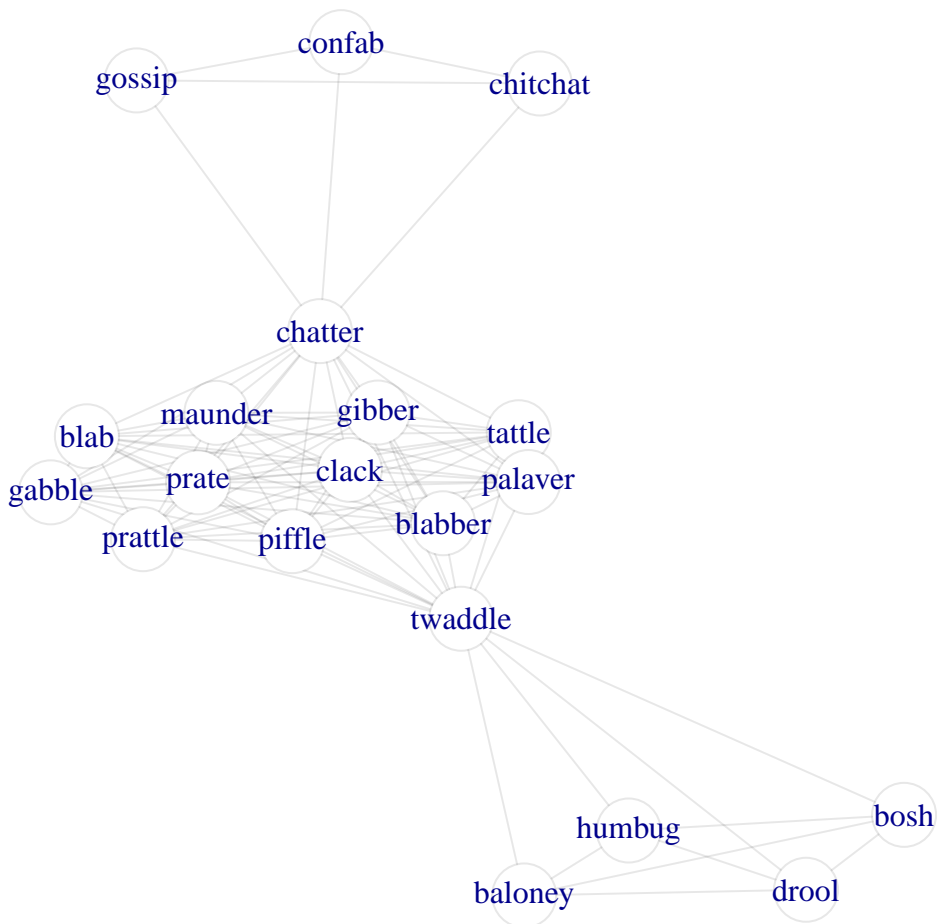 confab
gossip
chitchat
chatter
maunder
gibber
blab
tattle
prate
clack
palaver
gabble
blabber
prattle
piffle
twaddle
humbug
bosh
baloney
drool